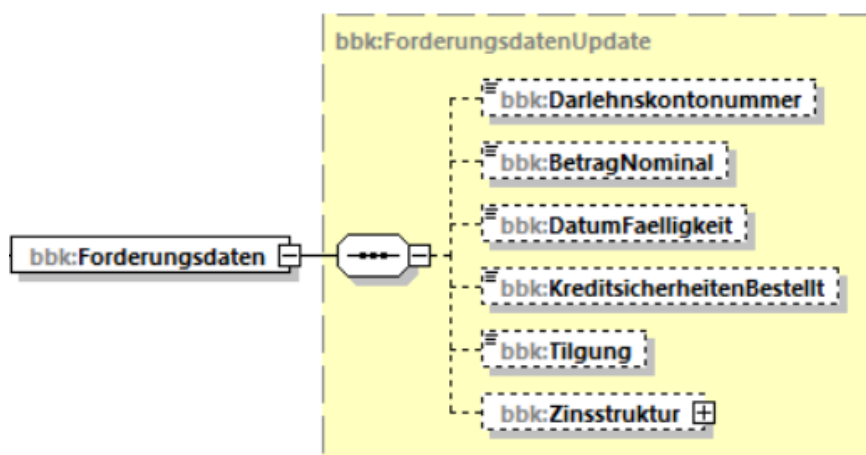 bbk:ForderungsdatenUpdate
bbk:Darlehnskontonummer
bbk:BetragNominal
bbk:DatumFaelligkeit
bbk:Forderungsdaten
bbk:KreditsicherheitenBestellt
bbk:Tilgung
bbk:Zinsstruktur